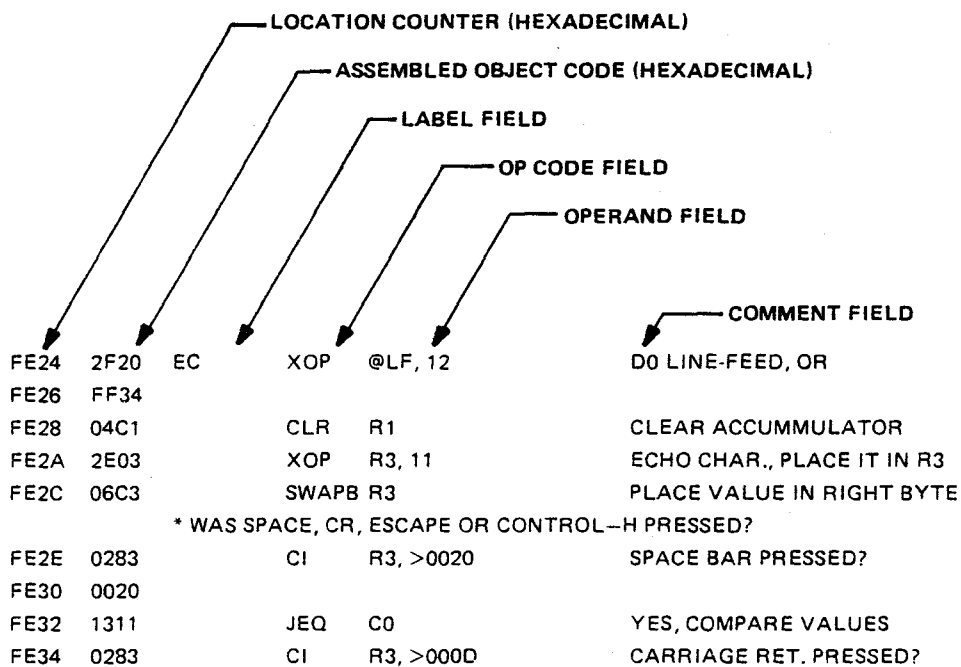 LOCATION COUNTER (HEXADECIMAL)
ASSEMBLED OBJECT CODE (HEXADECIMAL)
LABEL FIELD
OP CODE FIELD
OPERAND FIELD
COMMENT FIELD
FE24 2F20 EC XOP @LF, 12 DO LINE-FEED, OR
FE26 FF34
FE28 04C1 CLR R1 CLEAR ACCUMMULATOR
FE2A 2E03 XOP R3, 11 ECHO CHAR., PLACE IT IN R3
FE2C 06C3 SWAPB R3 PLACE VALUE IN RIGHT BYTE
* WAS SPACE, CR, ESCAPE OR CONTROL-H PRESSED?
FE2E 0283 CI R3, >0020 SPACE BAR PRESSED?
FE30 0020
FE32 1311 JEQ C0 YES, COMPARE VALUES
FE34 0283 CI R3, >000D CARRIAGE RET. PRESSED?